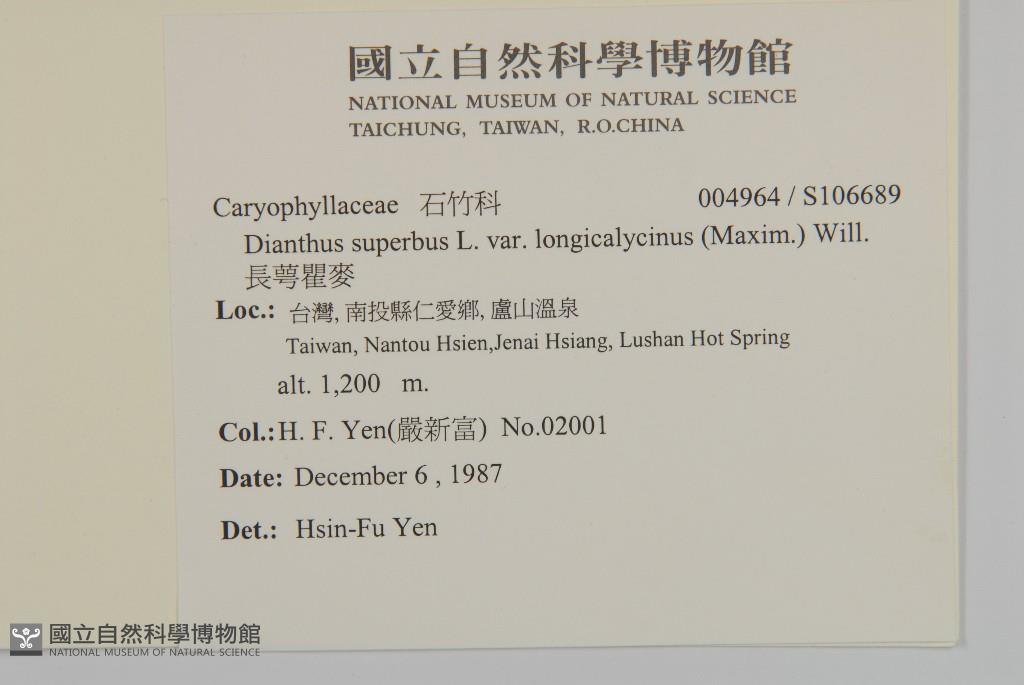 國立自然科學博物館
NATIONAL MUSEUM OF NATURAL SCIENCE
TAICHUNG, TAIWAN, R.O.CHINA
Caryophyllaceae 石竹科 004964 / S106689
Dianthus superbus L. var. longicalycinus (Maxim.) Will.
長萼瞿麥
Loc.: 台灣, 南投縣仁愛鄉, 盧山溫泉
Taiwan, Nantou Hsien,Jenai Hsiang, Lushan Hot Spring
alt. 1,200 m.
Col.: H. F. Yen(嚴新富) No.02001
Date: December 6 , 1987
Det.: Hsin-Fu Yen
國立自然科學博物館
NATIONAL MUSEUM OF NATURAL SCIENCE